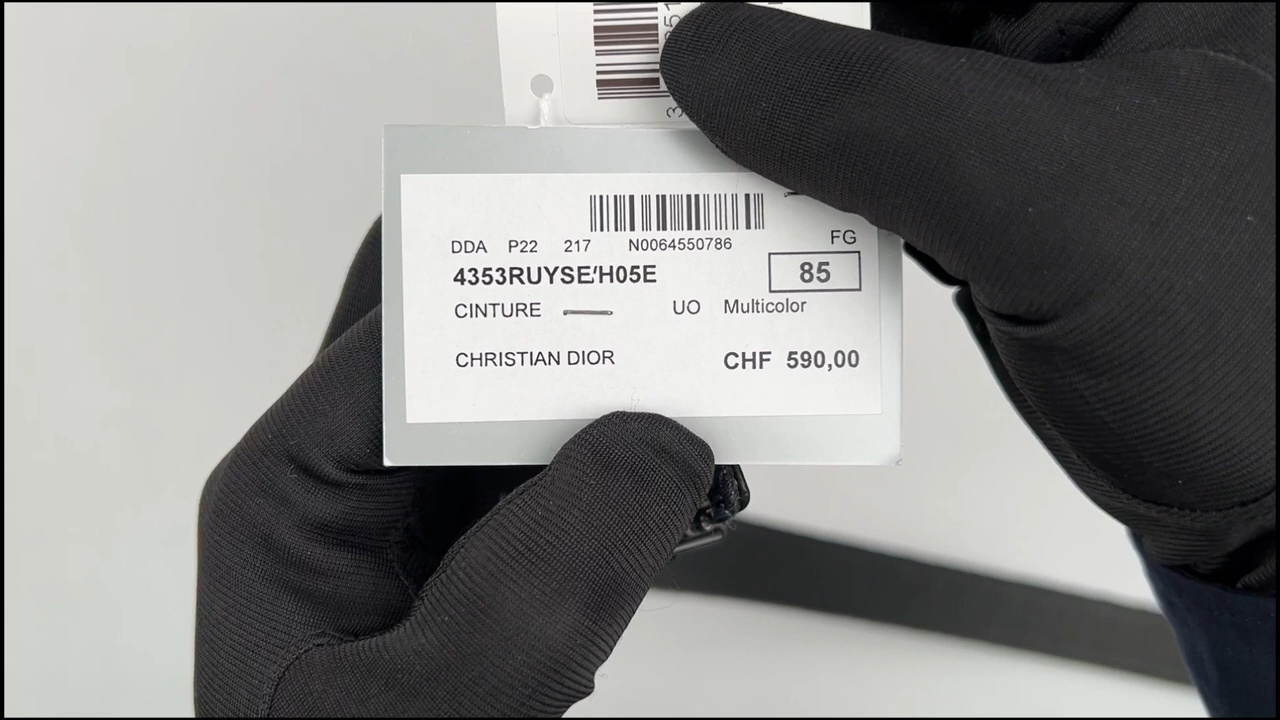 DDA P22 217 N0064550786 FG
4353RUYSE/H05E 85
CINTURE UO Multicolor
CHRISTIAN DIOR CHF 590,00